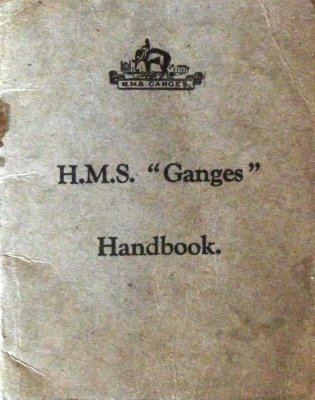 H.M.S. GANGES.
H.M.S. “Ganges”
Handbook.